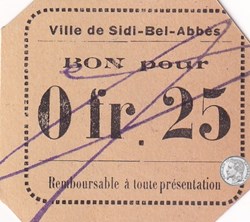 Ville de Sidi-Bel-Abbès
BON pour
0 fr. 25
Remboursable à toute présentation